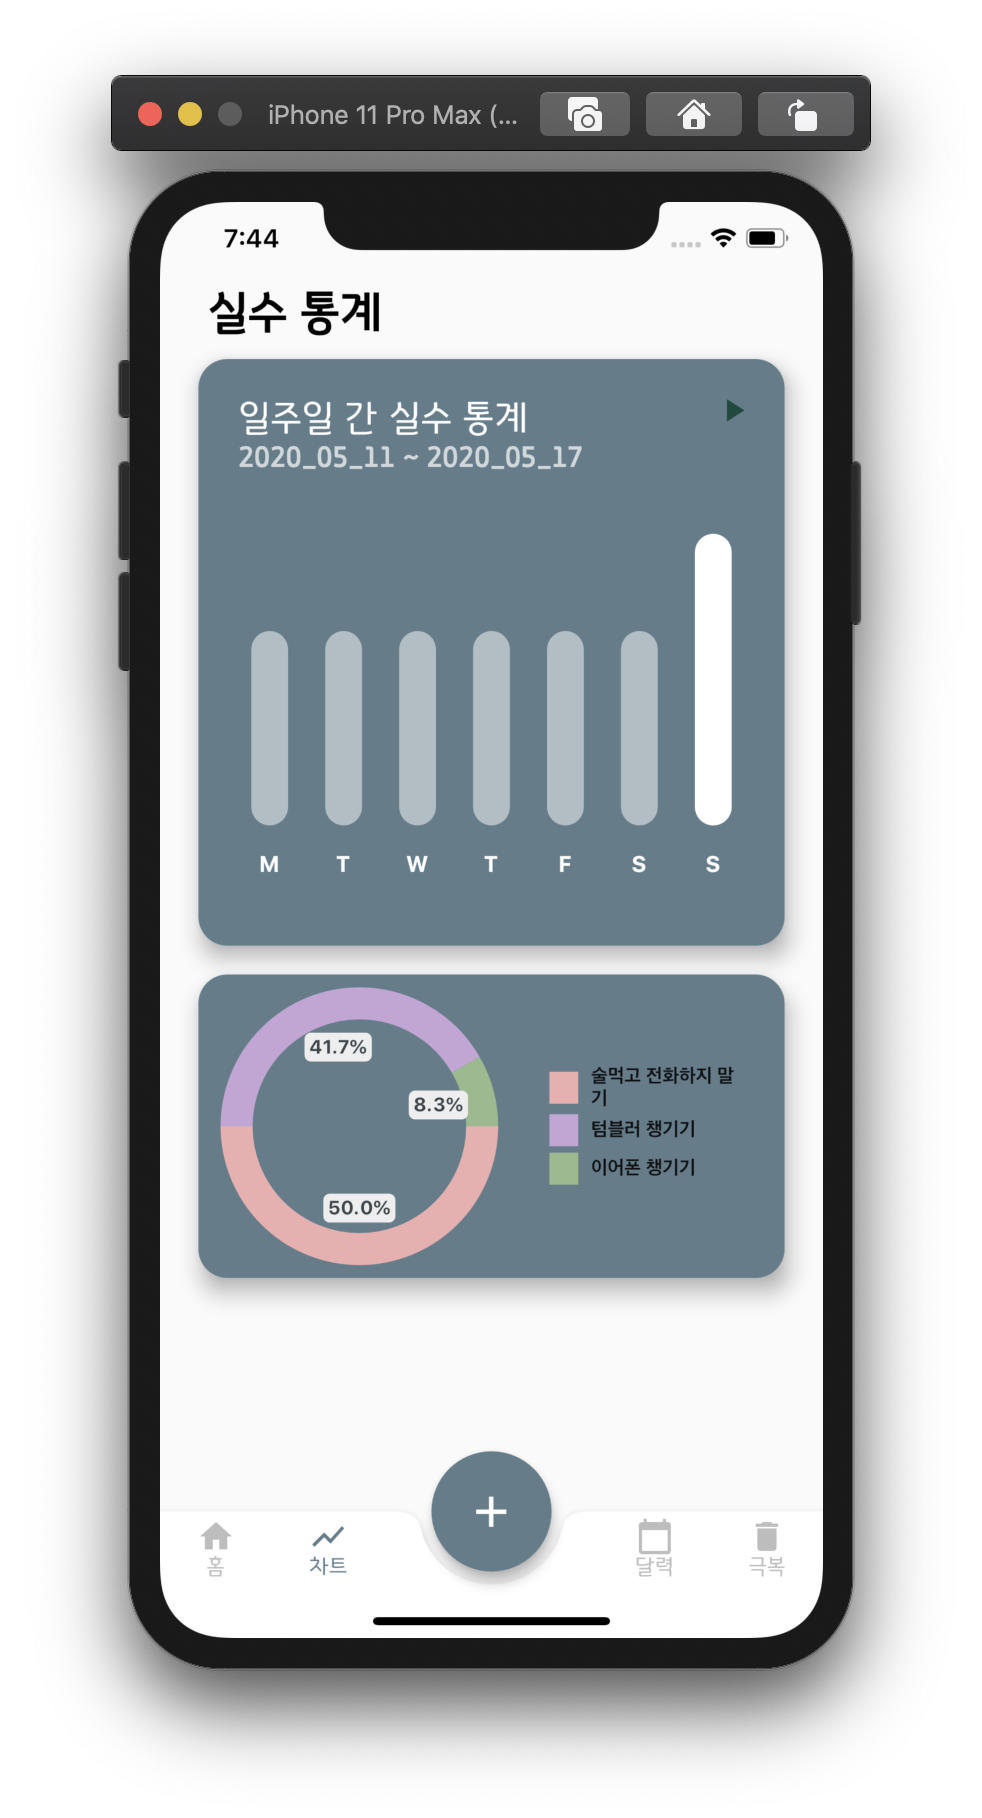 iPhone 11 Pro Max (...
7:44
실수 통계
일주일 간 실수 통계
2020_05_11 ~ 2020_05_17
M T W T F S S
41.7%
8.3%
50.0%
술먹고 전화하지 말
기
텀블러 챙기기
이어폰 챙기기
+
홈 차트 달력 극복